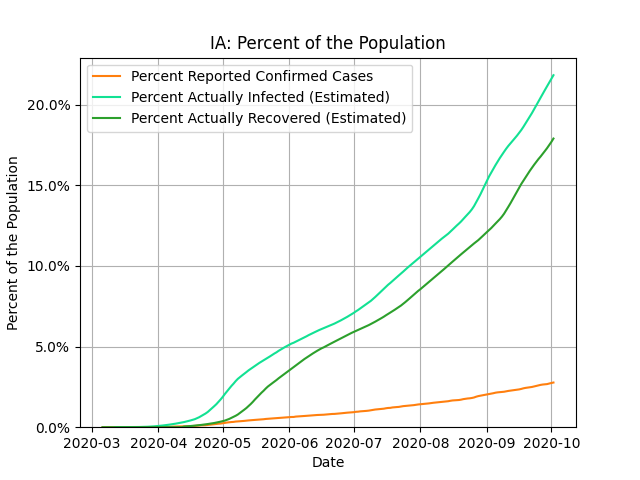 IA: Percent of the Population
Percent Reported Confirmed Cases
Percent Actually Infected (Estimated)
Percent Actually Recovered (Estimated)
Percent of the Population
20.0%
15.0%
10.0%
5.0%
0.0%
2020-03 2020-04 2020-05 2020-06 2020-07 2020-08 2020-09 2020-10
Date